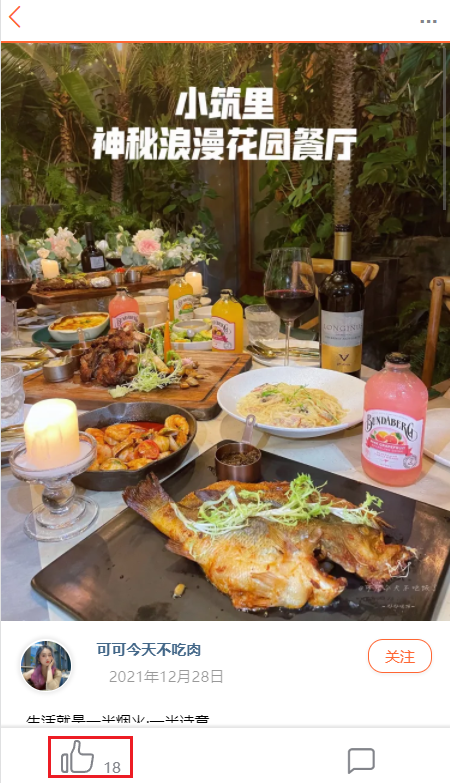 小筑里
神秘浪漫花园餐厅
BUNDABERG
可可今天不吃肉
2021年12月28日
关注
生活就是一半烟火·一半诗意
18